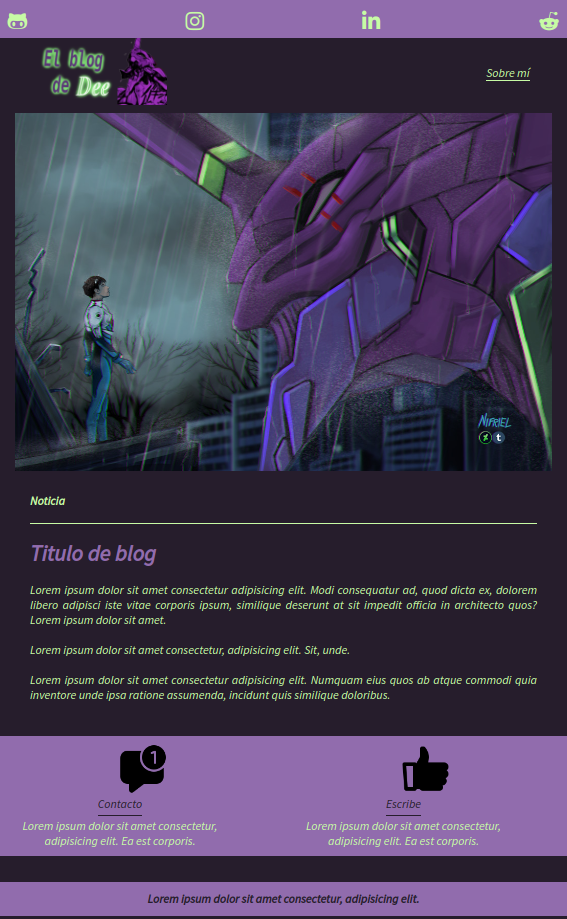 El blog
de Dee
Sobre mí
NIFRIEL
t
Noticia
Titulo de blog
Lorem ipsum dolor sit amet consectetur adipisicing elit. Modi consequatur ad, quod dicta ex, dolorem
libero adipisci iste vitae corporis ipsum, similique deserunt at sit impedit officia in architecto quos?
Lorem ipsum dolor sit amet.
Lorem ipsum dolor sit amet consectetur, adipisicing elit. Sit, unde.
Lorem ipsum dolor sit amet consectetur adipisicing elit. Numquam eius quos ab atque commodi quia
inventore unde ipsa ratione assumenda, incidunt quis similique doloribus.
1
Contacto
Lorem ipsum dolor sit amet consectetur,
adipisicing elit. Ea est corporis.
Escribe
Lorem ipsum dolor sit amet consectetur,
adipisicing elit. Ea est corporis.
Lorem ipsum dolor sit amet consectetur, adipisicing elit.